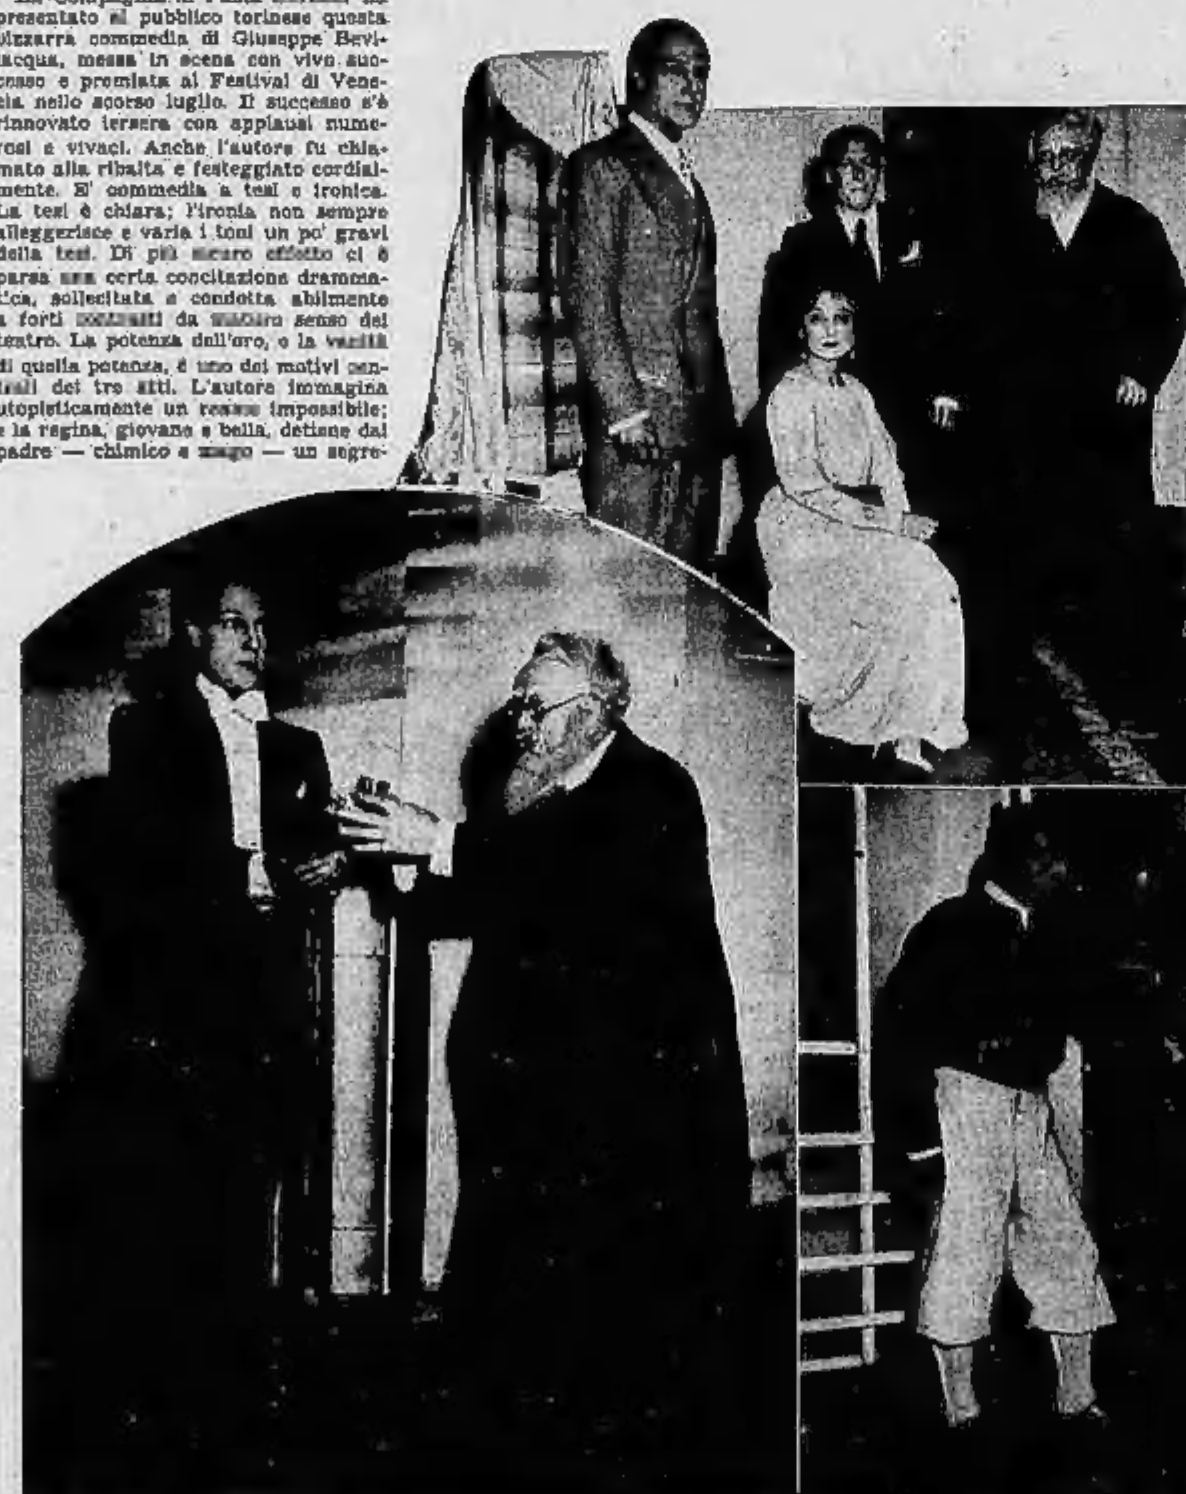 presentato al pubblico torinese questa
bizzarra commedia di Giuseppe Bevi-
lacqua, messa in scena con vivo suc-
cesso e premiata al Festival di Vene-
zia nello scorso luglio. Il successo s'è
rinnovato iersera con applausi nume-
rosi e vivaci. Anche l'autore fu chia-
mato alla ribalta e festeggiato cordial-
mente. E' commedia a tesi e ironica.
La tesi è chiara; l'ironia non sempre
alleggerisce e varia i toni un po' gravi
della tesi. Di più sicuro effetto ci è
parsa una certa concitazione dramma-
tica, sollecitata e condotta abilmente
a forti contrasti da senso del
teatro. La potenza dell'oro, o la vanità
di quella potenza, è uno dei motivi cen-
trali dei tre atti. L'autore immagina
utopisticamente un reame impossibile;
e la regina, giovane e bella, detiene dal
padre — chimico e mago — un segre-